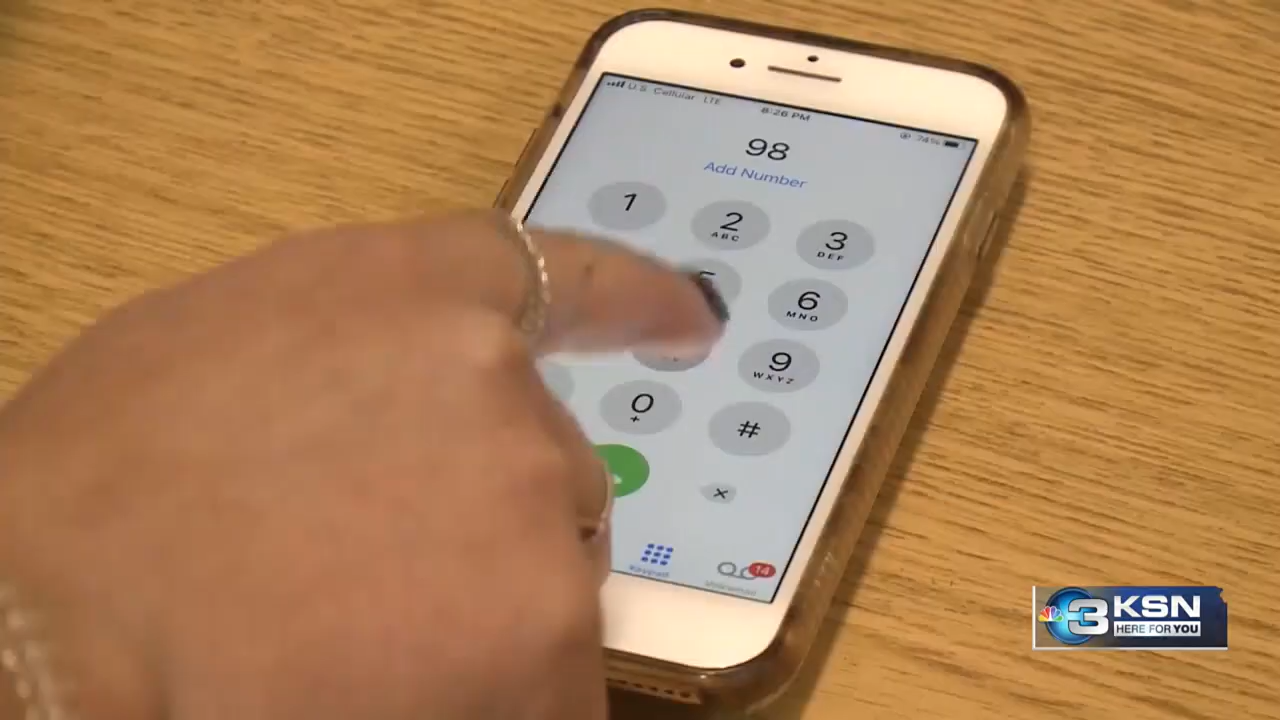 U.S. Cellular LTE 8:26 PM 74%
98
Add Number
1
2
ABC
3
DEF
5
6
MNO
9
WXYZ
0
+
#
Keypad
Voicemail
14
3 KSN
HERE FOR YOU